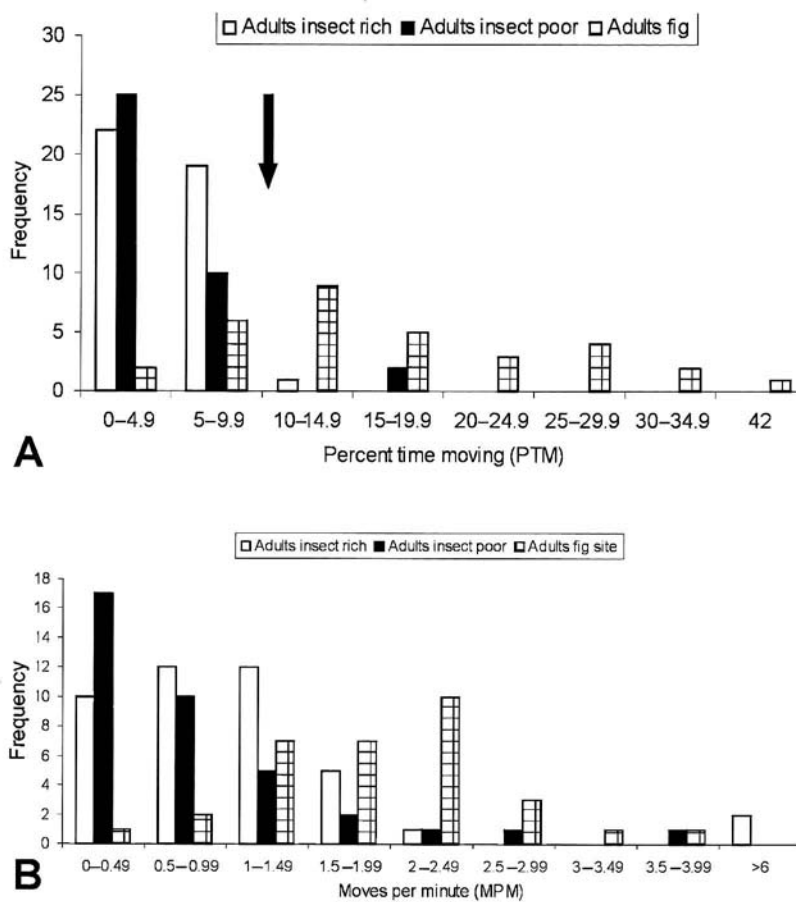 Adults insect rich Adults insect poor Adults fig
30
25
20
15
10
5
0
Frequency
0–4.9 5–9.9 10–14.9 15–19.9 20–24.9 25–29.9 30–34.9 42
Percent time moving (PTM)
A
Adults insect rich Adults insect poor Adults fig site
18
16
14
12
10
8
6
4
2
0
Frequency
0–0.49 0.5–0.99 1–1.49 1.5–1.99 2–2.49 2.5–2.99 3–3.49 3.5–3.99 >6
Moves per minute (MPM)
B